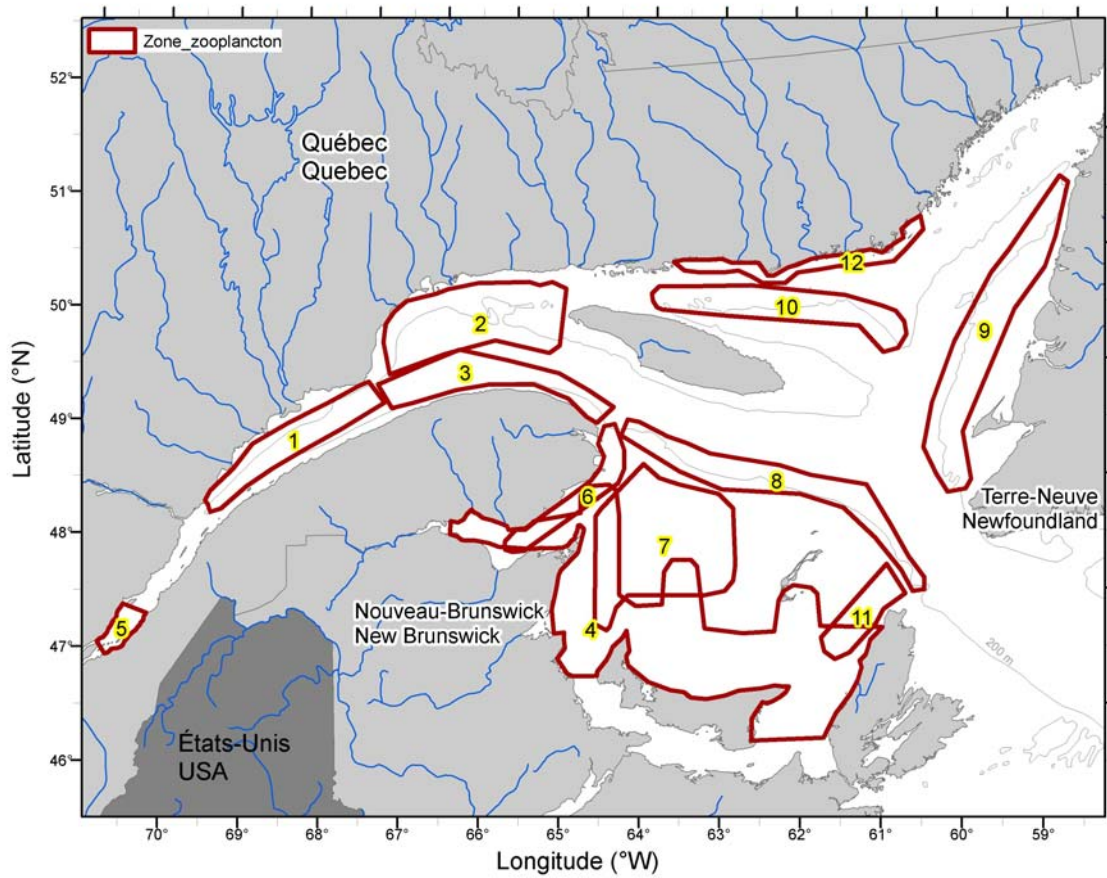 Zone_zooplancton
52°
51°
50°
49°
48°
47°
46°
Latitude (°N)
Québec
Quebec
12
10
2
9
3
1
8
6
Terre-Neuve
Newfoundland
7
Nouveau-Brunswick
New Brunswick
4
11
5
200 m
États-Unis
USA
70° 69° 68° 67° 66° 65° 64° 63° 62° 61° 60° 59°
Longitude (°W)